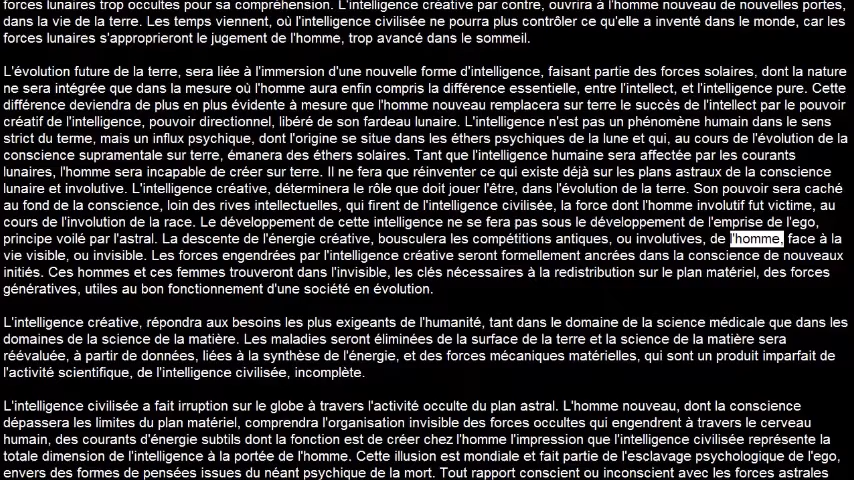 forces lunaires trop occultes pour sa compréhension. L'intelligence créative par contre, ouvrira à l'homme nouveau de nouvelles portes,
dans la vie de la terre. Les temps viennent, où l'intelligence civilisée ne pourra plus contrôler ce qu'elle a inventé dans le monde, car les
forces lunaires s'approprieront le jugement de l'homme, trop avancé dans le sommeil.
L'évolution future de la terre, sera liée à l'immersion d'une nouvelle forme d'intelligence, faisant partie des forces solaires, dont la nature
ne sera intégrée que dans la mesure où l'homme aura enfin compris la différence essentielle, entre l'intellect, et l'intelligence pure. Cette
différence deviendra de plus en plus évidente à mesure que l'homme nouveau remplacera sur terre le succès de l'intellect par le pouvoir
créatif de l'intelligence, pouvoir directionnel, libéré de son fardeau lunaire. L'intelligence n'est pas un phénomène humain dans le sens
strict du terme, mais un influx psychique, dont l'origine se situe dans les éthers psychiques de la lune et qui, au cours de l'évolution de la
conscience supramentale sur terre, émanera des éthers solaires. Tant que l'intelligence humaine sera affectée par les courants
lunaires, l'homme sera incapable de créer sur terre. Il ne fera que réinventer ce qui existe déjà sur les plans astraux de la conscience
lunaire et involutive. L'intelligence créative, déterminera le rôle que doit jouer l'être, dans l'évolution de la terre. Son pouvoir sera caché
au fond de la conscience, loin des rives intellectuelles, qui firent de l'intelligence civilisée, la force dont l'homme involutif fut victime, au
cours de l'involution de la race. Le développement de cette intelligence ne se fera pas sous le développement de l'emprise de l'ego,
principe voilé par l'astral. La descente de l'énergie créative, bousculera les compétitions antiques, ou involutives, de l'homme, face à la
vie visible, ou invisible. Les forces engendrées par l'intelligence créative seront formellement ancrées dans la conscience de nouveaux
initiés. Ces hommes et ces femmes trouveront dans l'invisible, les clés nécessaires à la redistribution sur le plan matériel, des forces
génératives, utiles au bon fonctionnement d'une société en évolution.
L'intelligence créative, répondra aux besoins les plus exigeants de l'humanité, tant dans le domaine de la science médicale que dans les
domaines de la science de la matière. Les maladies seront éliminées de la surface de la terre et la science de la matière sera
réévaluée, à partir de données, liées à la synthèse de l'énergie, et des forces mécaniques matérielles, qui sont un produit imparfait de
l'activité scientifique, de l'intelligence civilisée, incomplète.
L'intelligence civilisée a fait irruption sur le globe à travers l'activité occulte du plan astral. L'homme nouveau, dont la conscience
dépassera les limites du plan matériel, comprendra l'organisation invisible des forces occultes qui engendrent à travers le cerveau
humain, des courants d'énergie subtils dont la fonction est de créer chez l'homme l'impression que l'intelligence civilisée représente la
totale dimension de l'intelligence à la portée de l'homme. Cette illusion est mondiale et fait partie de l'esclavage psychologique de l'ego,
envers des formes de pensées issues du néant psychique de la mort. Tout rapport conscient ou inconscient avec les forces astrales